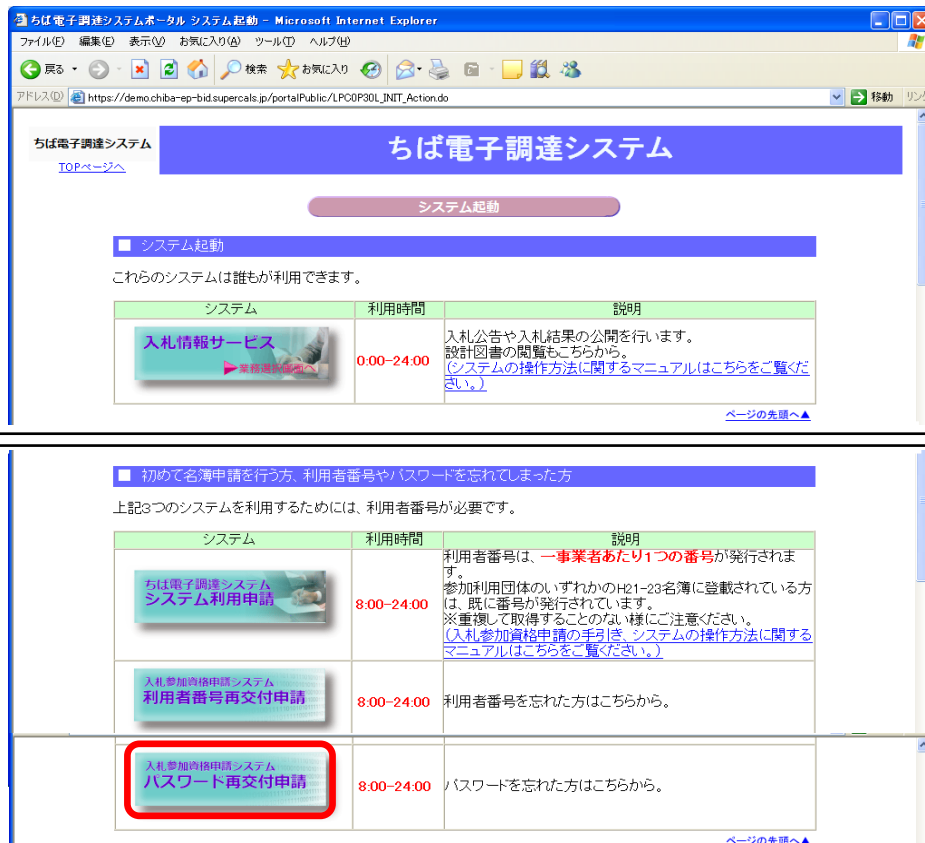 ちば電子調達システムポータル システム起動 - Microsoft Internet Explorer
ファイル(F) 編集(E) 表示(V) お気に入り(A) ツール(T) ヘルプ(H)
戻る 検索 お気に入り
アドレス(D) https://demo.chiba-ep-bid.supercals.jp/portalPublic/LPC0P30L_INIT_Action.do 移動 リンク
ちば電子調達システム
TOPページへ
ちば電子調達システム
システム起動
■ システム起動
これらのシステムは誰もが利用できます。
システム 利用時間 説明
入札情報サービス
▶業務選択画面へ
0:00-24:00
入札公告や入札結果の公開を行います。
設計図書の閲覧もこちらから。
(システムの操作方法に関するマニュアルはこちらをご覧くだ
さい。)
ページの先頭へ▲
■ 初めて名簿申請を行う方、利用者番号やパスワードを忘れてしまった方
上記3つのシステムを利用するためには、利用者番号が必要です。
システム 利用時間 説明
ちば電子調達システム
システム利用申請
8:00-24:00
利用者番号は、一事業者あたり1つの番号が発行されま
す。
参加利用団体のいずれかのH21-23名簿に登載されている方
は、既に番号が発行されています。
※重複して取得することのない様にご注意ください。
(入札参加資格申請の手引き、システムの操作方法に関する
マニュアルはこちらをご覧ください。)
入札参加資格申請システム
利用者番号再交付申請
8:00-24:00
利用者番号を忘れた方はこちらから。
入札参加資格申請システム
パスワード再交付申請
8:00-24:00
パスワードを忘れた方はこちらから。
ページの先頭へ▲